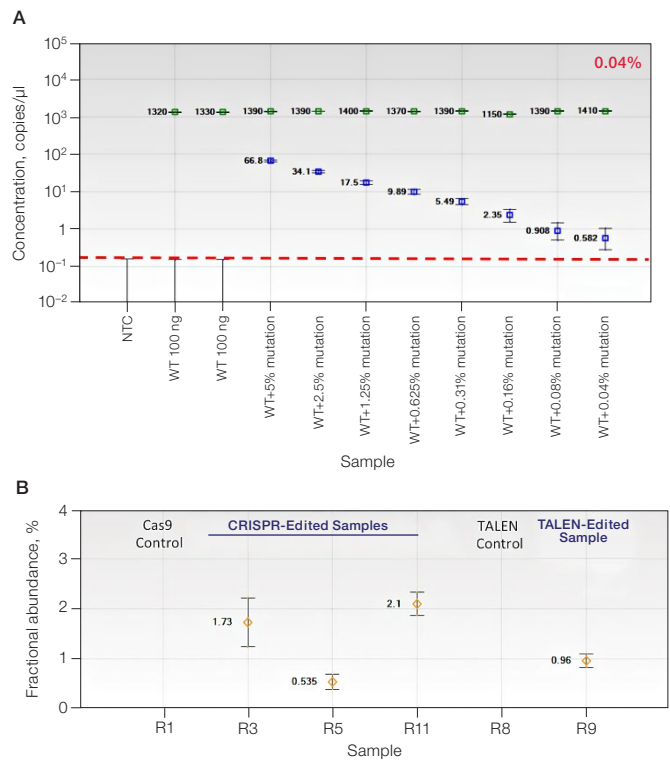 A
Concentration, copies/µl
10⁵
10⁴
10³
10²
10¹
1
10⁻¹
10⁻²
0.04%
1320
1330
1390
1390
1400
1370
1390
1150
1390
1410
66.8
34.1
17.5
9.89
5.49
2.35
0.908
0.582
NTC
WT 100 ng
WT 100 ng
WT+5% mutation
WT+2.5% mutation
WT+1.25% mutation
WT+0.625% mutation
WT+0.31% mutation
WT+0.16% mutation
WT+0.08% mutation
WT+0.04% mutation
Sample
B
Fractional abundance, %
4
3
2
1
0
Cas9
Control
CRISPR-Edited Samples
TALEN
Control
TALEN-Edited
Sample
1.73
0.535
2.1
0.96
R1
R3
R5
R11
R8
R9
Sample